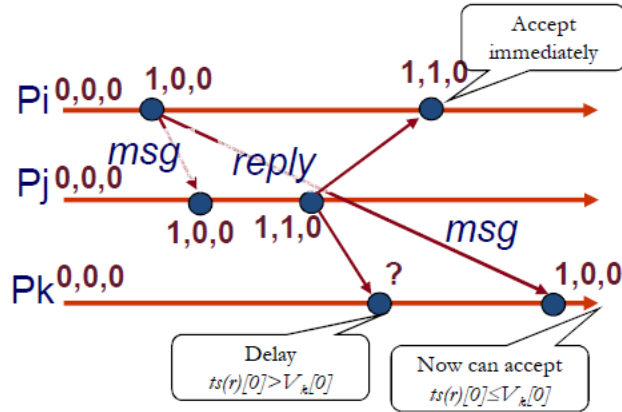 Accept
immediately
Pi 0,0,0
1,0,0
1,1,0
msg
reply
Pj 0,0,0
1,0,0
1,1,0
msg
Pk 0,0,0
?
1,0,0
Delay
ts(r)[0]>Vk[0]
Now can accept
ts(r)[0]≤Vk[0]